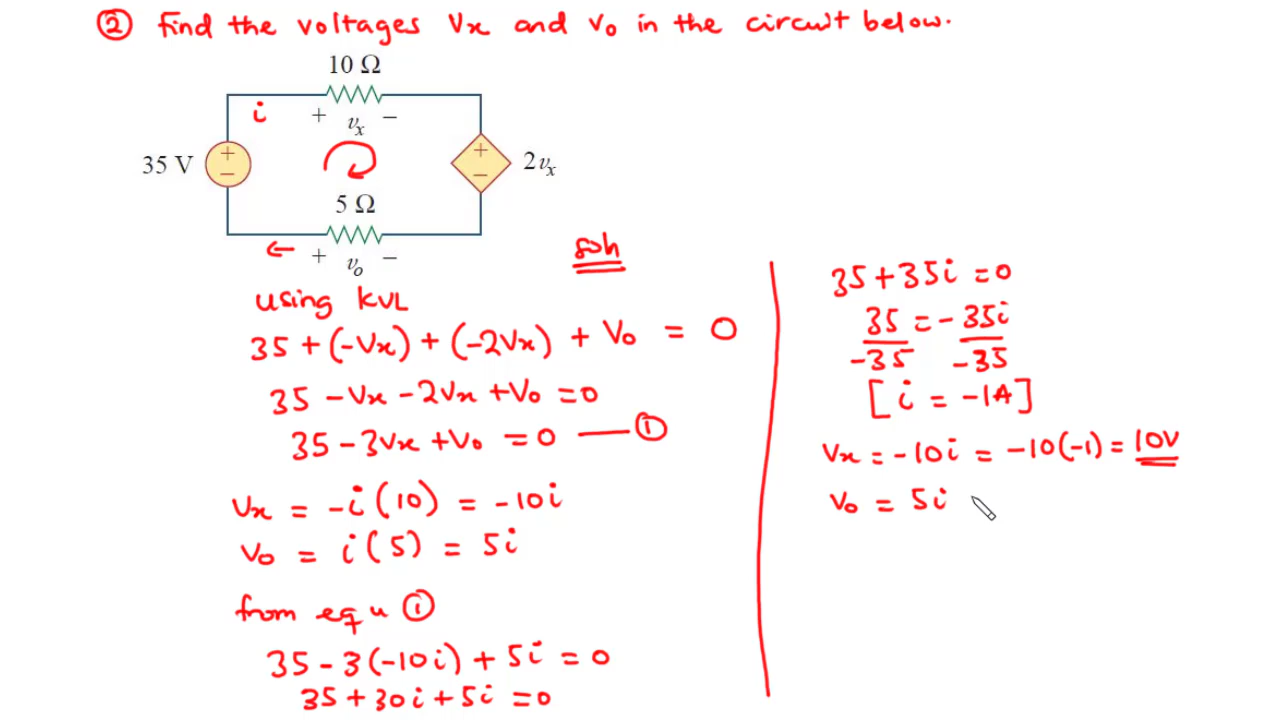 ② Find the voltages Vx and Vo in the circuit below.
10 Ω
i
+ vx −
35 V
+
−
+
−
2vx
5 Ω
+ vo −
soln
using KVL
35 + (-Vx) + (-2Vx) + Vo = 0
35 - Vx - 2Vx + Vo = 0
35 - 3Vx + Vo = 0 — ①
Vx = -i(10) = -10i
Vo = i(5) = 5i
from equ ①
35 - 3(-10i) + 5i = 0
35 + 30i + 5i = 0
35 + 35i = 0
35 = - 35i
-35 -35
[i = -1A]
Vx = -10i = -10(-1) = 10V
Vo = 5i